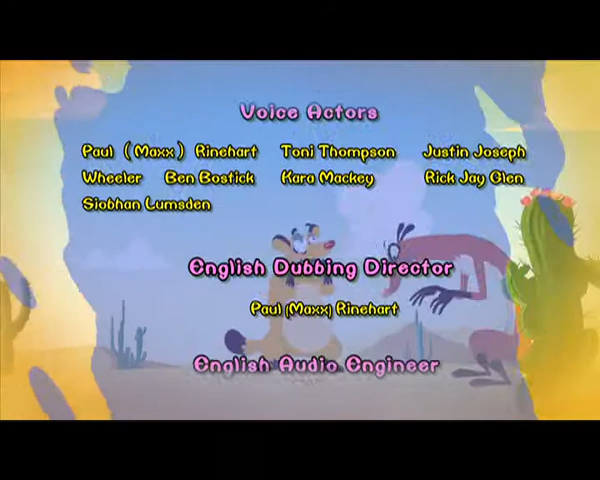 Voice Actors
Paul (Maxx) Rinehart Toni Thompson Justin Joseph
Wheeler Ben Bostick Kara Mackey Rick Jay Glen
Siobhan Lumsden
English Dubbing Director
Paul (Maxx) Rinehart
English Audio Engineer